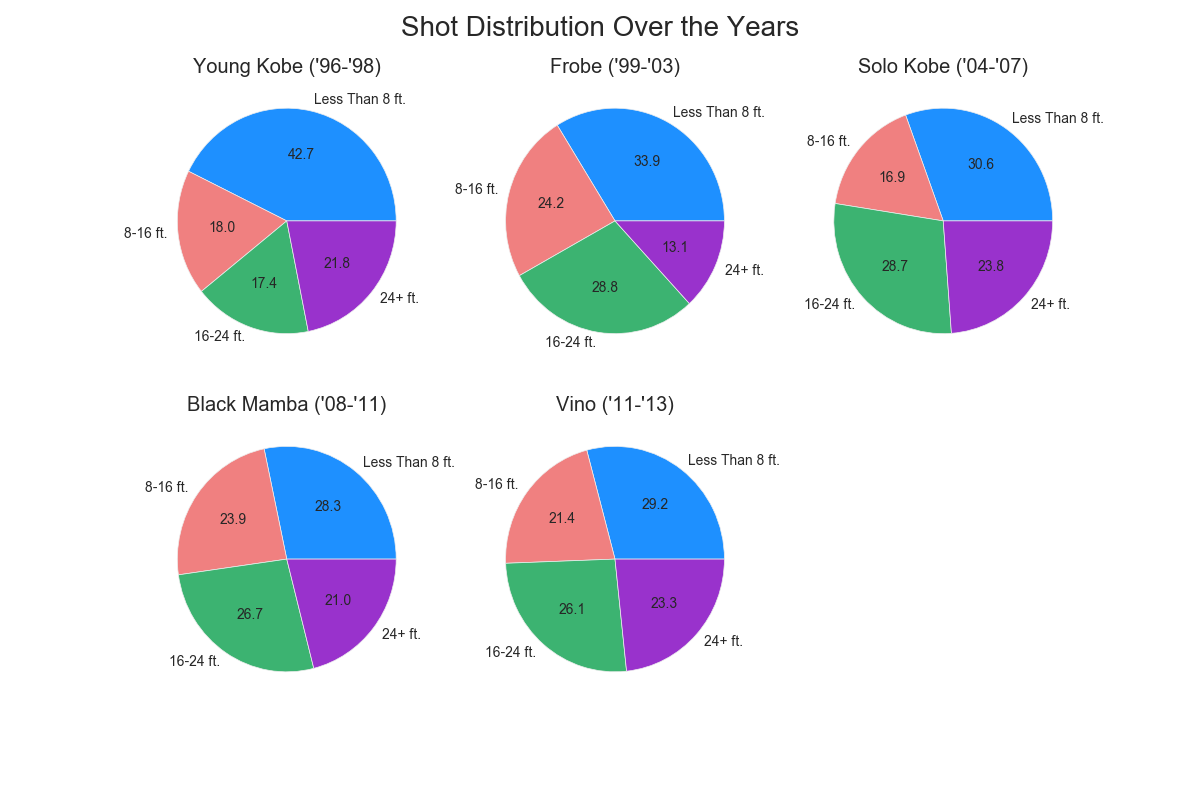 Shot Distribution Over the Years
Young Kobe ('96-'98)
Less Than 8 ft.
42.7
8-16 ft.
18.0
16-24 ft.
17.4
24+ ft.
21.8
Frobe ('99-'03)
Less Than 8 ft.
33.9
8-16 ft.
24.2
16-24 ft.
28.8
24+ ft.
13.1
Solo Kobe ('04-'07)
Less Than 8 ft.
30.6
8-16 ft.
16.9
16-24 ft.
28.7
24+ ft.
23.8
Black Mamba ('08-'11)
Less Than 8 ft.
28.3
8-16 ft.
23.9
16-24 ft.
26.7
24+ ft.
21.0
Vino ('11-'13)
Less Than 8 ft.
29.2
8-16 ft.
21.4
16-24 ft.
26.1
24+ ft.
23.3